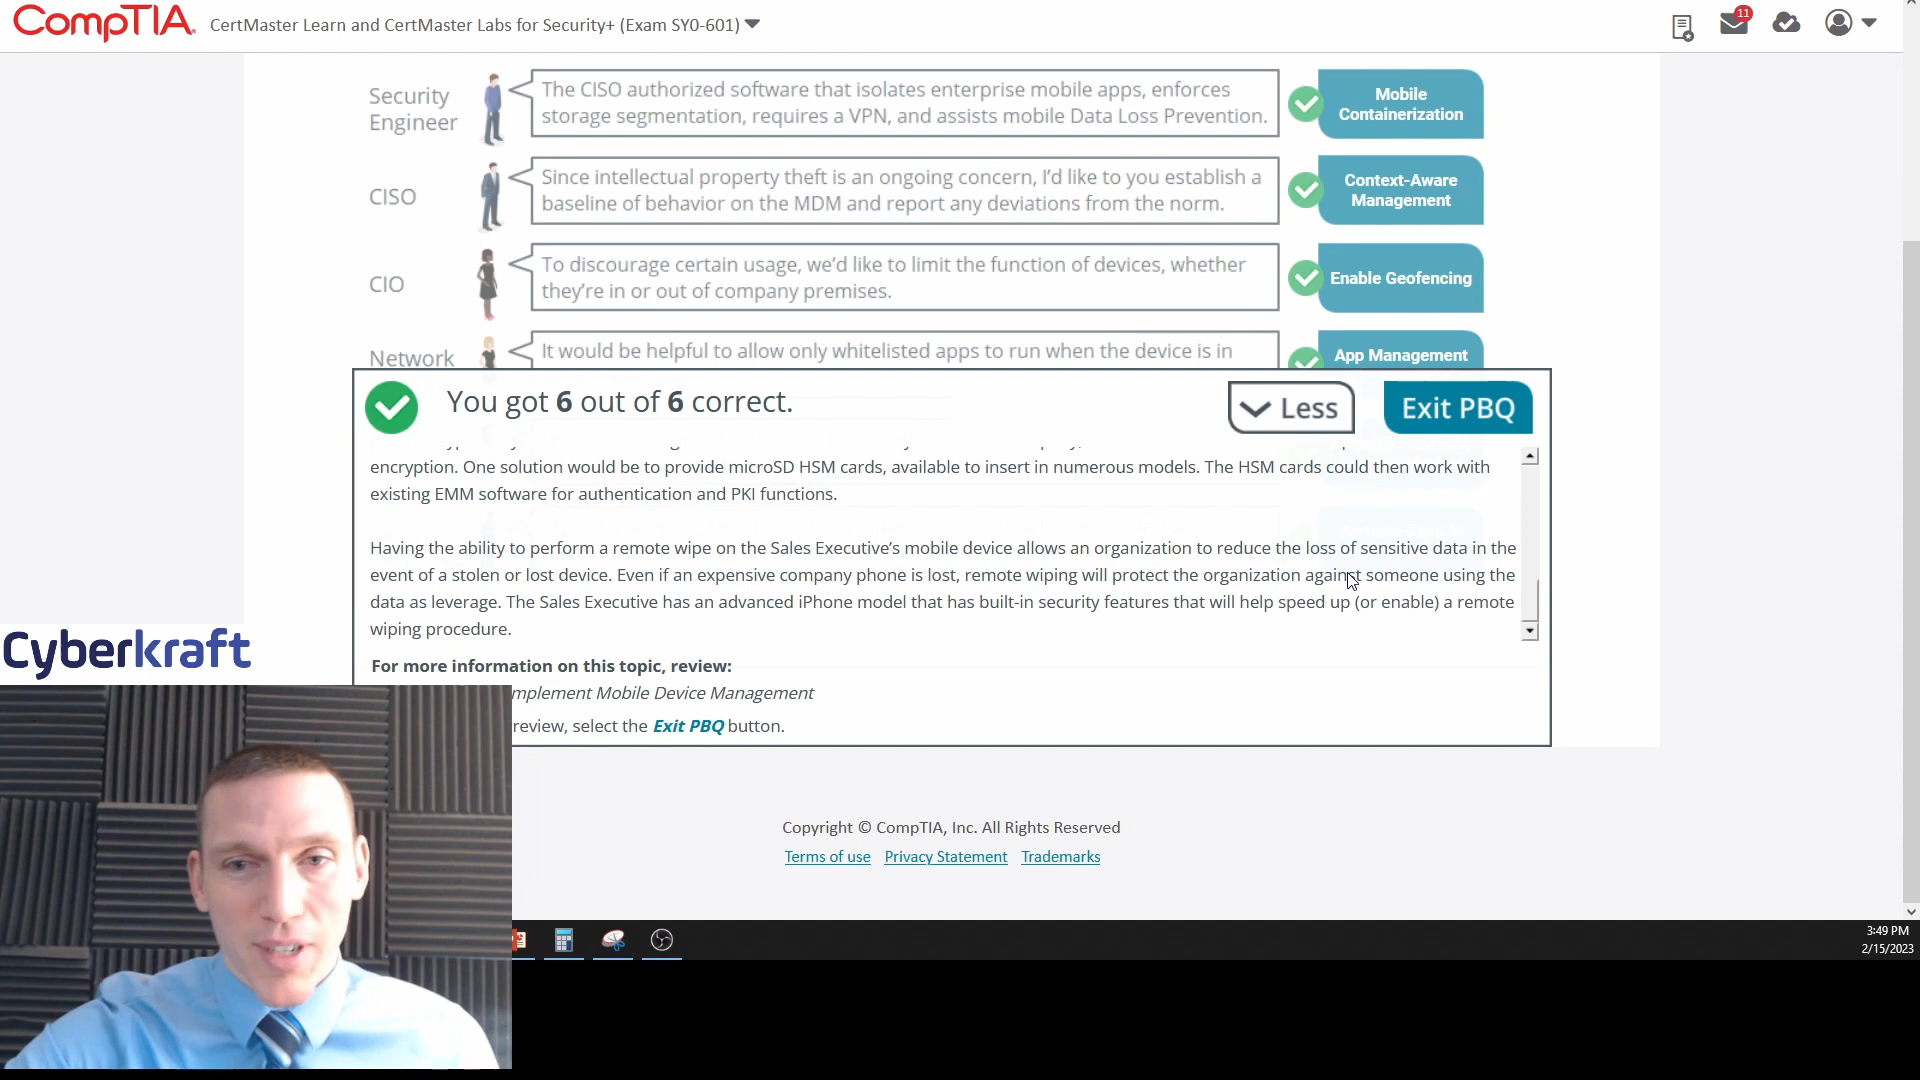 CompTIA.
CertMaster Learn and CertMaster Labs for Security+ (Exam SY0-601)
11
Security
Engineer
The CISO authorized software that isolates enterprise mobile apps, enforces
storage segmentation, requires a VPN, and assists mobile Data Loss Prevention.
Mobile
Containerization
CISO
Since intellectual property theft is an ongoing concern, I'd like to you establish a
baseline of behavior on the MDM and report any deviations from the norm.
Context-Aware
Management
CIO
To discourage certain usage, we'd like to limit the function of devices, whether
they're in or out of company premises.
Enable Geofencing
Network
It would be helpful to allow only whitelisted apps to run when the device is in
App Management
You got 6 out of 6 correct.
Less
Exit PBQ
encryption. One solution would be to provide microSD HSM cards, available to insert in numerous models. The HSM cards could then work with
existing EMM software for authentication and PKI functions.
Having the ability to perform a remote wipe on the Sales Executive's mobile device allows an organization to reduce the loss of sensitive data in the
event of a stolen or lost device. Even if an expensive company phone is lost, remote wiping will protect the organization against someone using the
data as leverage. The Sales Executive has an advanced iPhone model that has built-in security features that will help speed up (or enable) a remote
wiping procedure.
For more information on this topic, review:
mplement Mobile Device Management
review, select the Exit PBQ button.
Cyberkraft
Copyright © CompTIA, Inc. All Rights Reserved
Terms of use Privacy Statement Trademarks
3:49 PM
2/15/2023